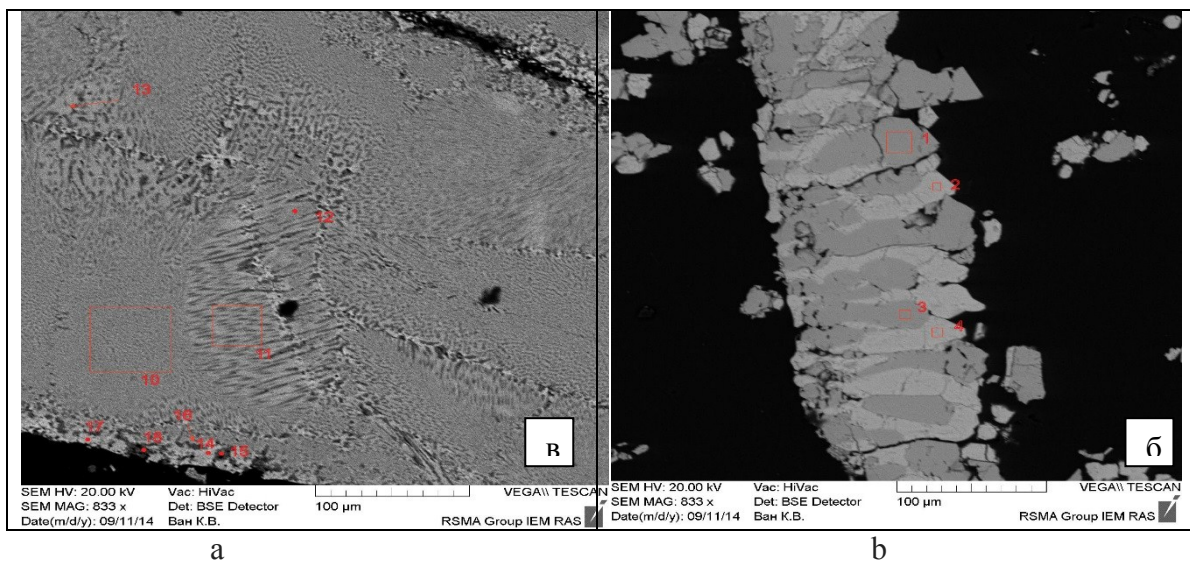 13
12
11
10
16
17
18
14
15
в
SEM HV: 20.00 kV Vac: HiVac
SEM MAG: 833 x Det: BSE Detector
Date(m/d/y): 09/11/14 Ван К.В.
100 µm
VEGA\\ TESCAN
RSMA Group IEM RAS
1
2
3
4
б
SEM HV: 20.00 kV Vac: HiVac
SEM MAG: 833 x Det: BSE Detector
Date(m/d/y): 09/11/14 Ван К.В.
100 µm
VEGA\\ TESCAN
RSMA Group IEM RAS
a
b